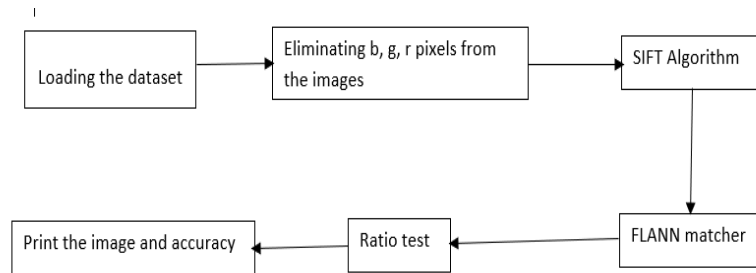 Loading the dataset
Eliminating b, g, r pixels from
the images
SIFT Algorithm
FLANN matcher
Ratio test
Print the image and accuracy